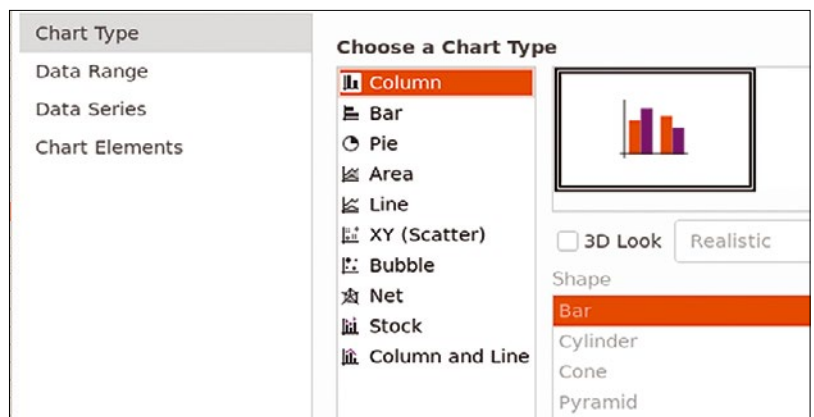 Chart Type
Data Range
Data Series
Chart Elements
Choose a Chart Type
Column
Bar
Pie
Area
Line
XY (Scatter)
Bubble
Net
Stock
Column and Line
3D Look
Realistic
Shape
Bar
Cylinder
Cone
Pyramid